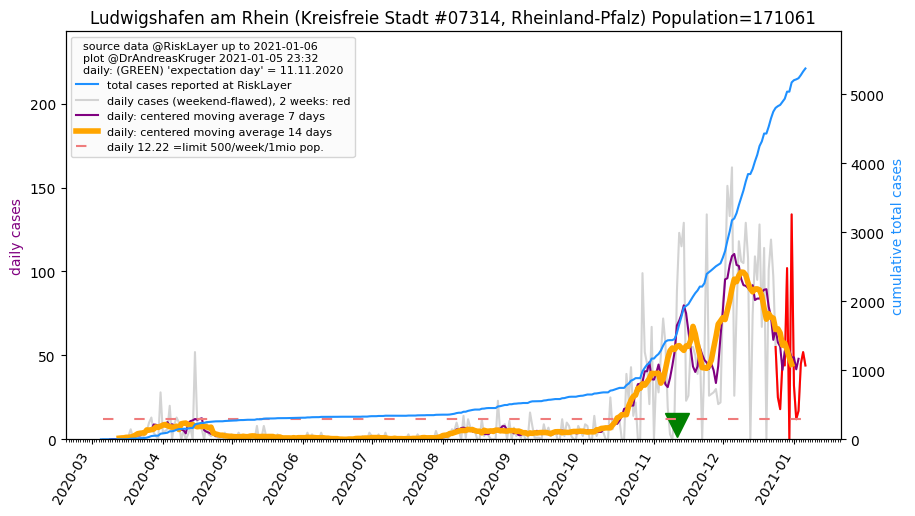 Ludwigshafen am Rhein (Kreisfreie Stadt #07314, Rheinland-Pfalz) Population=171061
source data @RiskLayer up to 2021-01-06
plot @DrAndreasKruger 2021-01-05 23:32
daily: (GREEN) 'expectation day' = 11.11.2020
total cases reported at RiskLayer
daily cases (weekend-flawed), 2 weeks: red
daily: centered moving average 7 days
daily: centered moving average 14 days
daily 12.22 =limit 500/week/1mio pop.
daily cases
200
150
100
50
0
cumulative total cases
5000
4000
3000
2000
1000
0
2020-03
2020-04
2020-05
2020-06
2020-07
2020-08
2020-09
2020-10
2020-11
2020-12
2021-01